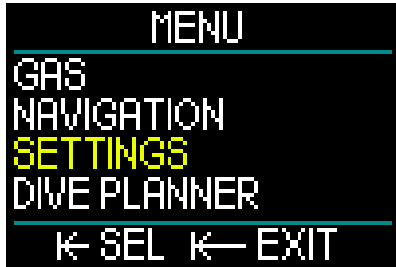 MENU
GAS
NAVIGATION
SETTINGS
DIVE PLANNER
SEL EXIT